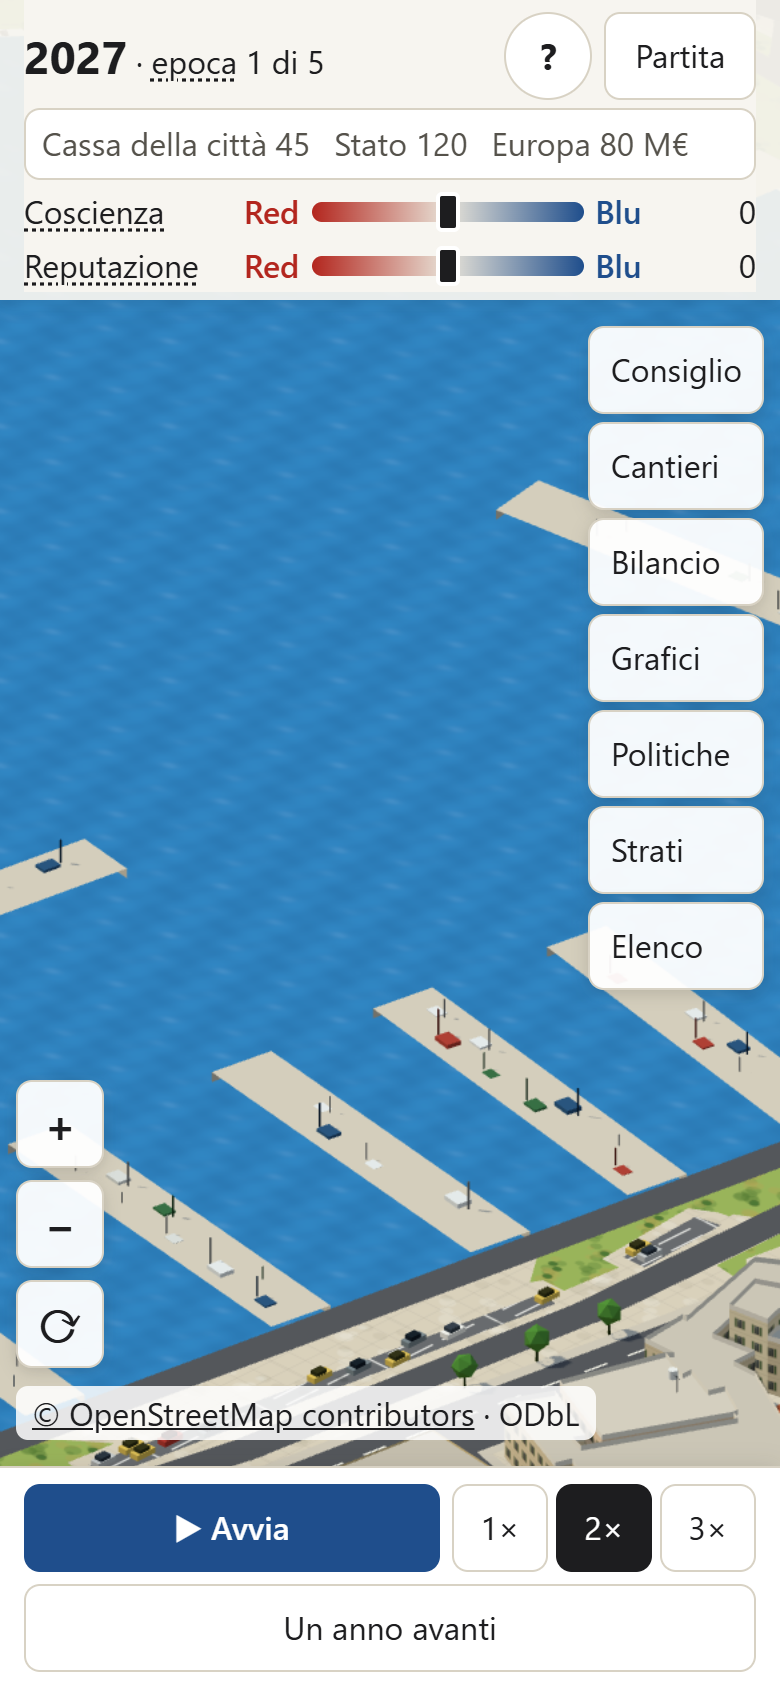 2027 · epoca 1 di 5
?
Partita
Cassa della città 45 Stato 120 Europa 80 M€
Coscienza Red Blu 0
Reputazione Red Blu 0
Consiglio
Cantieri
Bilancio
Grafici
Politiche
Strati
Elenco
+
−
© OpenStreetMap contributors · ODbL
▶ Avvia 1× 2× 3×
Un anno avanti